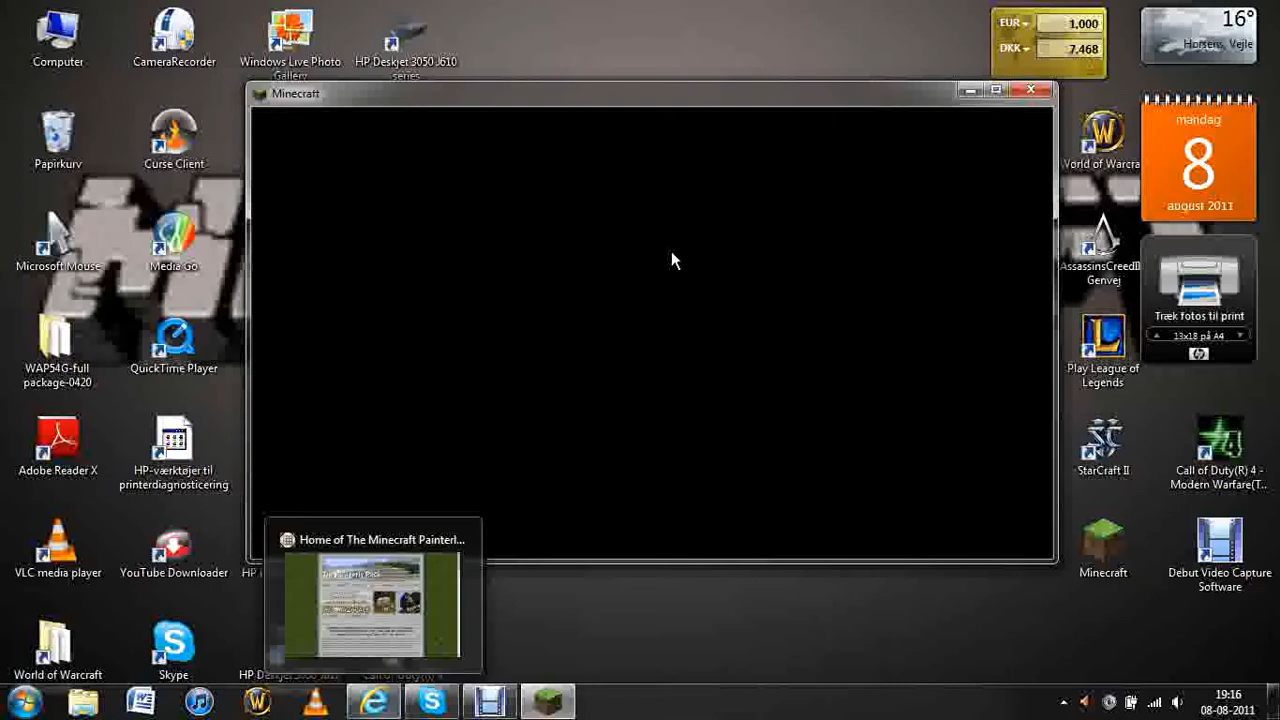 Computer
CameraRecorder
Windows Live Photo
Gallery
HP Deskjet 3050 J610
series
EUR
1,000
DKK
7.468
16°
Horsens, Vejle
Minecraft
mandag
8
august 2011
Papirkurv
Curse Client
World of Warcra
Microsoft Mouse
Media Go
AssassinsCreedII
Genvej
Træk fotos til print
13x18 på A4
WAP54G-full
package-0420
QuickTime Player
Play League of
Legends
Adobe Reader X
HP-værktøjer til
printerdiagnosticering
StarCraft II
Call of Duty(R) 4 -
Modern Warfare(T...
Home of The Minecraft Painterl...
VLC media player
YouTube Downloader
Minecraft
Debut Video Capture
Software
World of Warcraft
Skype
19:16
08-08-2011